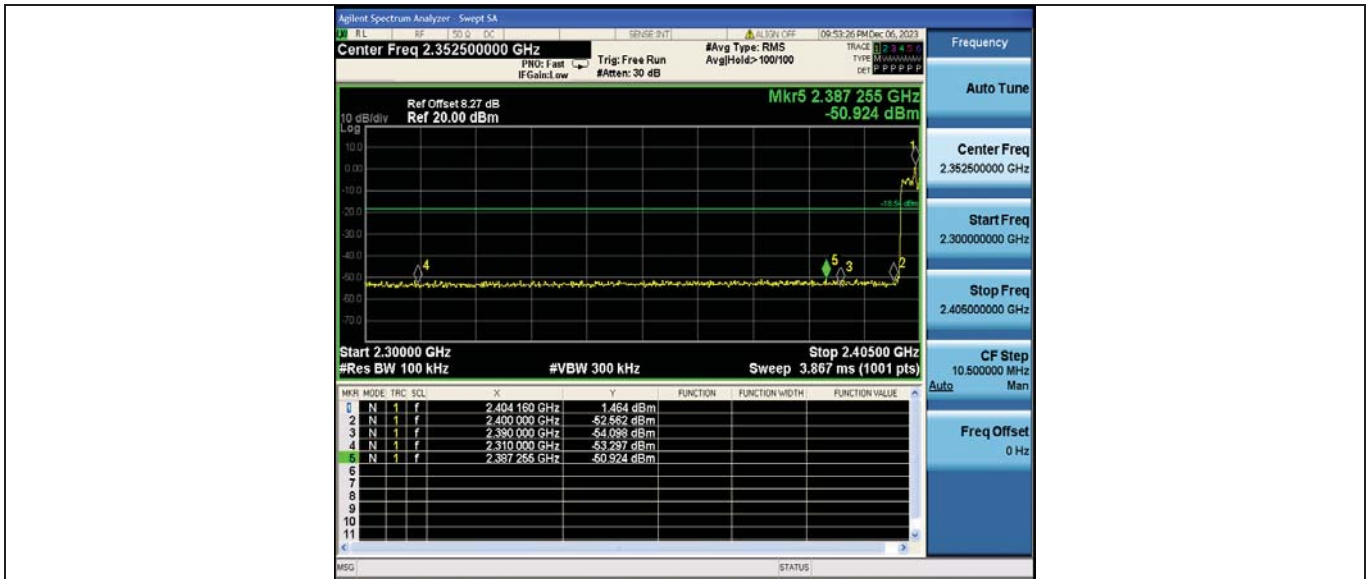 Agilent Spectrum Analyzer - Swept SA
RL RF 50 Ω DC SENSE:INT ALIGN OFF 09:53:26 PM Dec 06, 2023
Center Freq 2.352500000 GHz
PNO: Fast
IFGain:Low
Trig: Free Run
#Atten: 30 dB
#Avg Type: RMS
Avg|Hold:>100/100
TRACE 1 2 3 4 5 6
TYPE M
DET P P P P P P
Mkr5 2.387 255 GHz
-50.924 dBm
Ref Offset 8.27 dB
10 dB/div Ref 20.00 dBm
Log
10.0
0.00
-10.0
-20.0
-30.0
-40.0
-50.0
-60.0
-70.0
1
-18.54 dBm
4
5
3
2
Start 2.30000 GHz Stop 2.40500 GHz
#Res BW 100 kHz #VBW 300 kHz Sweep 3.867 ms (1001 pts)
MKR MODE TRC SCL X Y FUNCTION FUNCTION WIDTH FUNCTION VALUE
1 N 1 f 2.404 160 GHz 1.464 dBm
2 N 1 f 2.400 000 GHz -52.562 dBm
3 N 1 f 2.390 000 GHz -54.098 dBm
4 N 1 f 2.310 000 GHz -53.297 dBm
5 N 1 f 2.387 255 GHz -50.924 dBm
6
7
8
9
10
11
MSG STATUS
Frequency
Auto Tune
Center Freq
2.352500000 GHz
Start Freq
2.300000000 GHz
Stop Freq
2.405000000 GHz
CF Step
10.500000 MHz
Auto Man
Freq Offset
0 Hz